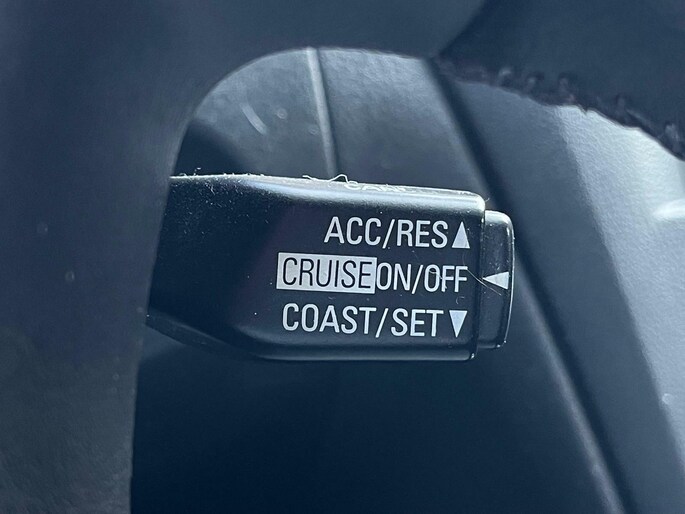 ACC/RES▲
CRUISE ON/OFF ◀
COAST/SET▼